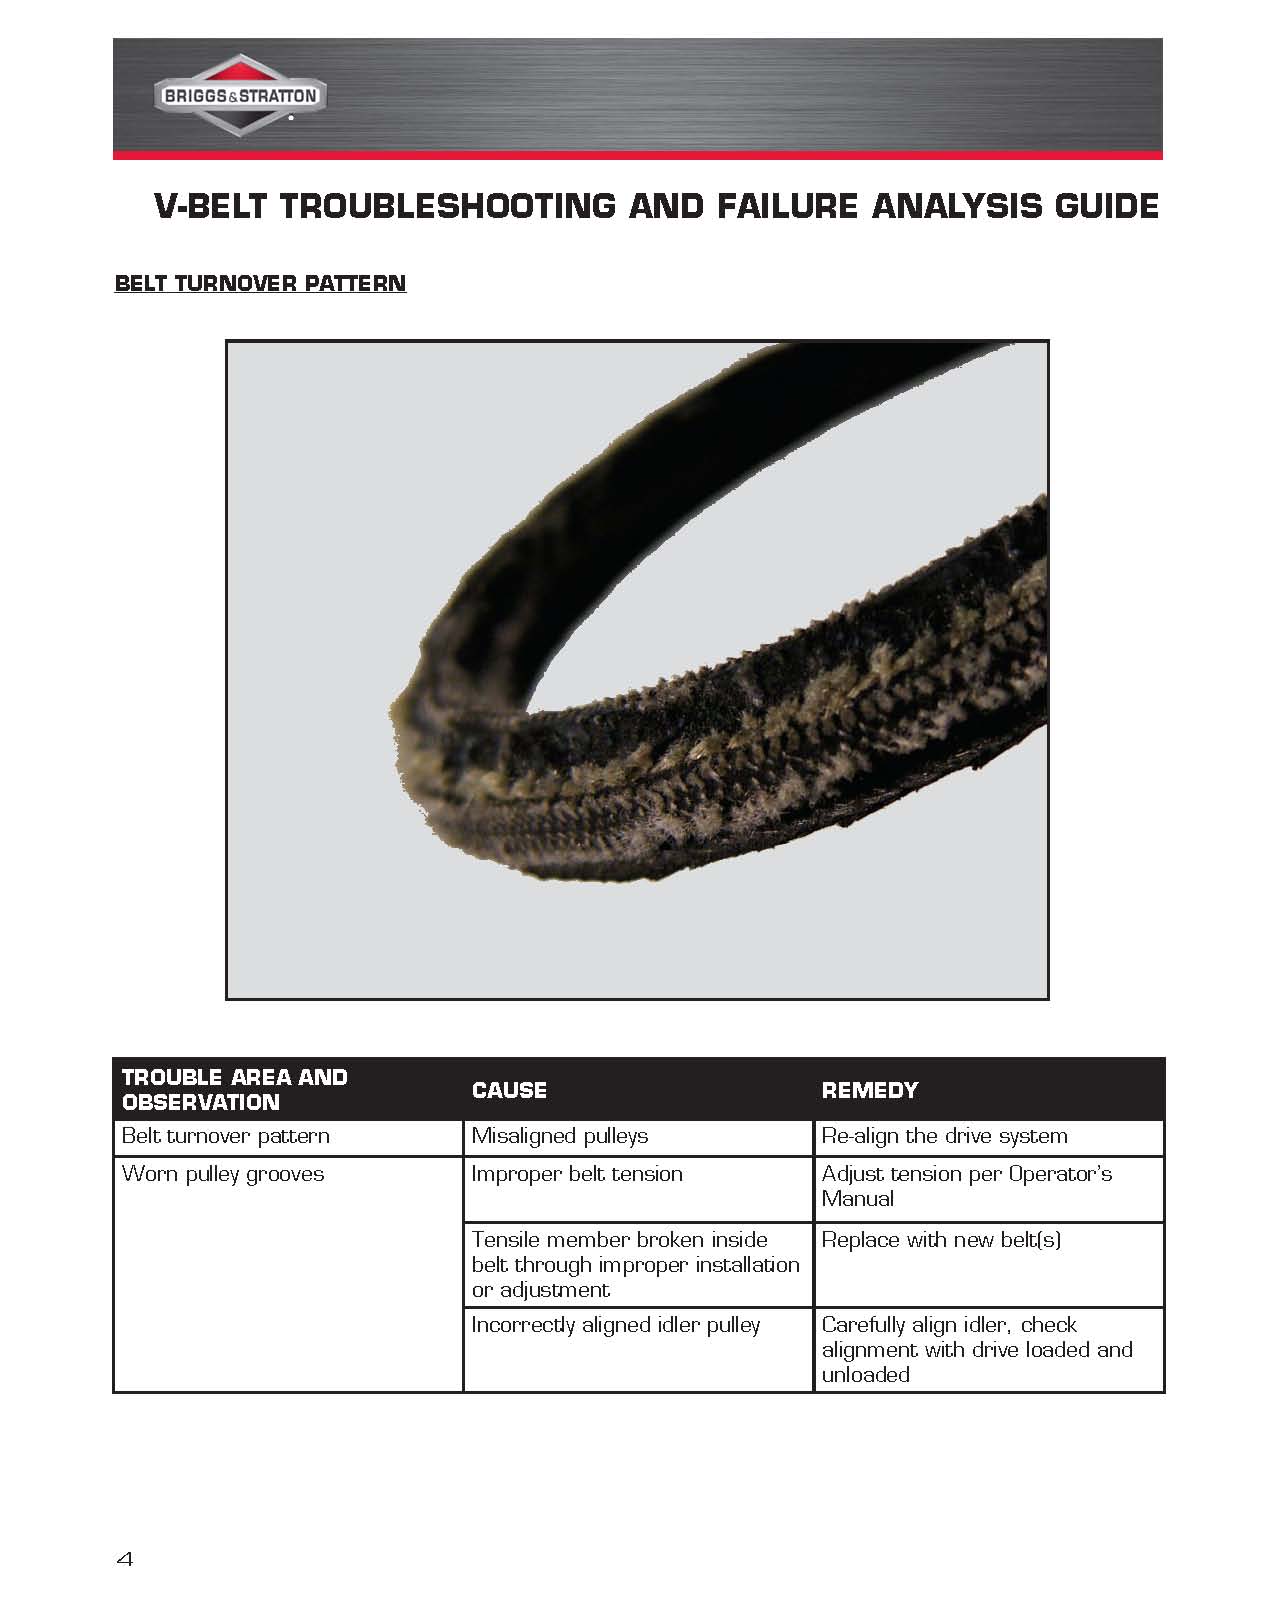 BRIGGS&STRATTON
V-BELT TROUBLESHOOTING AND FAILURE ANALYSIS GUIDE
BELT TURNOVER PATTERN
TROUBLE AREA AND
OBSERVATION
CAUSE
REMEDY
Belt turnover pattern
Misaligned pulleys
Re-align the drive system
Worn pulley grooves
Improper belt tension
Adjust tension per Operator's
Manual
Tensile member broken inside
belt through improper installation
or adjustment
Replace with new belt(s)
Incorrectly aligned idler pulley
Carefully align idler, check
alignment with drive loaded and
unloaded
4